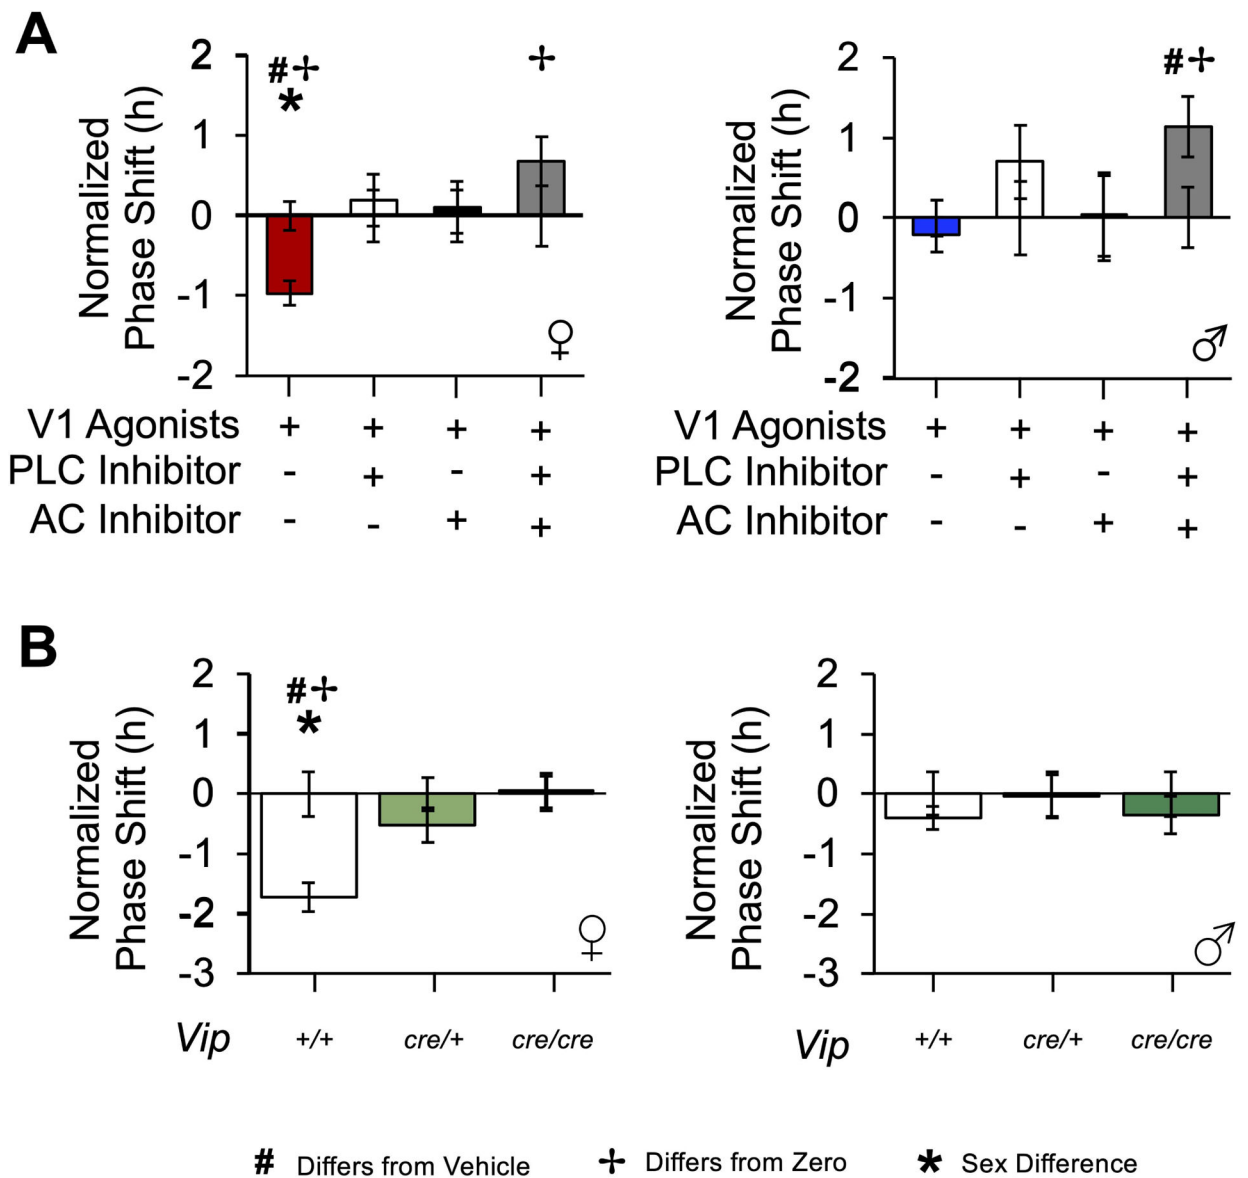 A
Normalized
Phase Shift (h)
2
1
0
-1
-2
#‡
*
‡
♀
V1 Agonists + + + +
PLC Inhibitor - + - +
AC Inhibitor - - + +
Normalized
Phase Shift (h)
2
1
0
-1
-2
#‡
♂
V1 Agonists + + + +
PLC Inhibitor - + - +
AC Inhibitor - - + +
B
Normalized
Phase Shift (h)
2
1
0
-1
-2
-3
#‡
*
♀
Vip +/+ cre/+ cre/cre
Normalized
Phase Shift (h)
2
1
0
-1
-2
-3
♂
Vip +/+ cre/+ cre/cre
# Differs from Vehicle ‡ Differs from Zero * Sex Difference